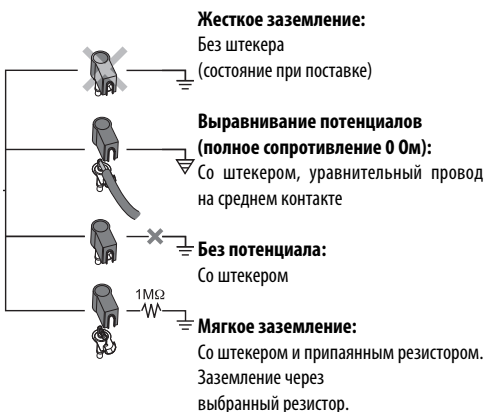 Жесткое заземление:
Без штекера
(состояние при поставке)
Выравнивание потенциалов
(полное сопротивление 0 Ом):
Со штекером, уравнительный провод
на среднем контакте
Без потенциала:
Со штекером
1MΩ
Мягкое заземление:
Со штекером и припаянным резистором.
Заземление через
выбранный резистор.